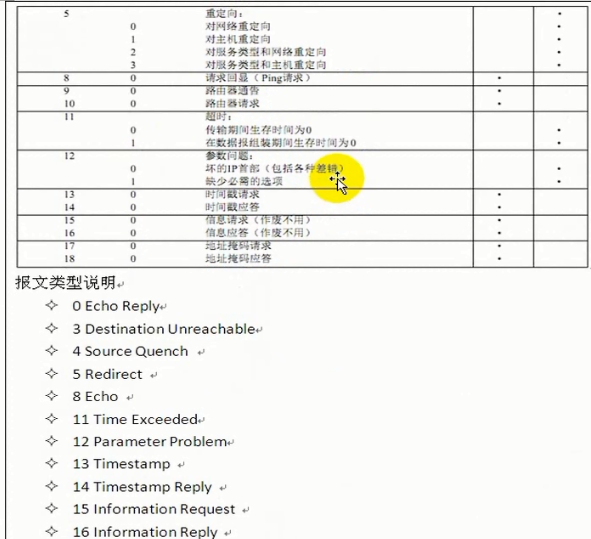 5 重定向: •
0 对网络重定向 •
1 对主机重定向 •
2 对服务类型和网络重定向 •
3 对服务类型和主机重定向 •
8 0 请求回显（Ping请求） •
9 0 路由器通告 •
10 0 路由器请求 •
11 超时:
0 传输期间生存时间为0 •
1 在数据报组装期间生存时间为0 •
12 参数问题:
0 坏的IP首部（包括各种差错） •
1 缺少必需的选项 •
13 0 时间戳请求 •
14 0 时间戳应答 •
15 0 信息请求（作废不用） •
16 0 信息应答（作废不用） •
17 0 地址掩码请求 •
18 0 地址掩码应答 •
报文类型说明
0 Echo Reply
3 Destination Unreachable
4 Source Quench
5 Redirect
8 Echo
11 Time Exceeded
12 Parameter Problem
13 Timestamp
14 Timestamp Reply
15 Information Request
16 Information Reply